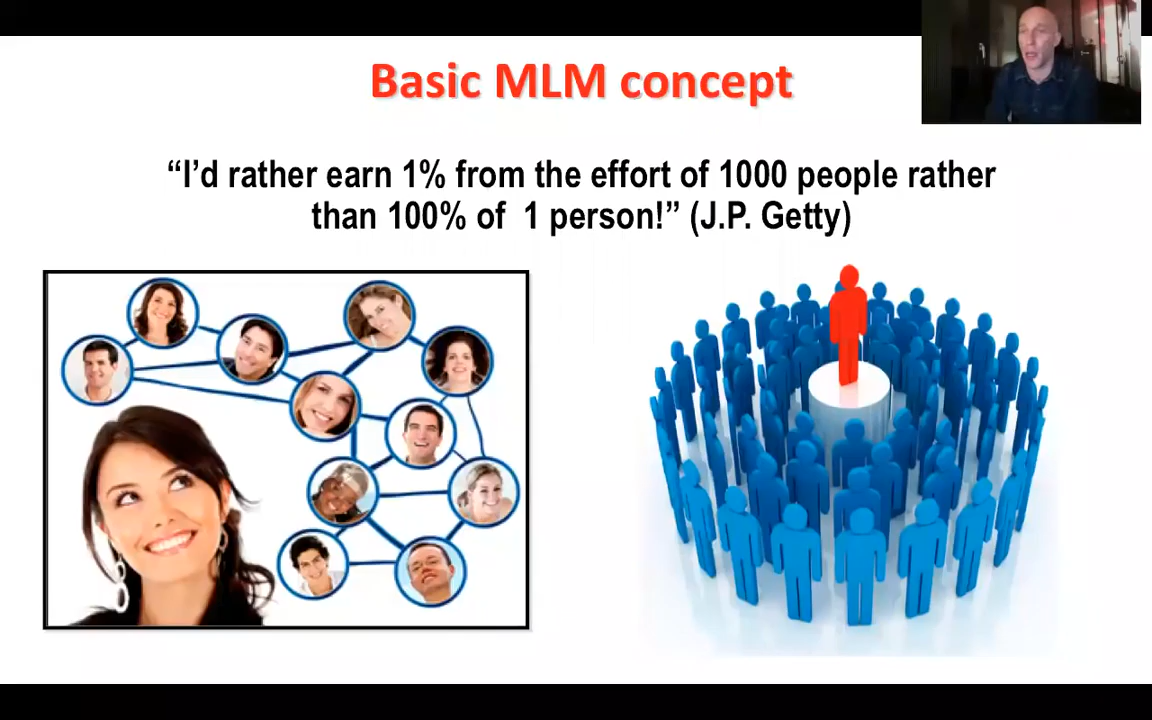 Basic MLM concept
“I’d rather earn 1% from the effort of 1000 people rather
than 100% of  1 person!” (J.P. Getty)